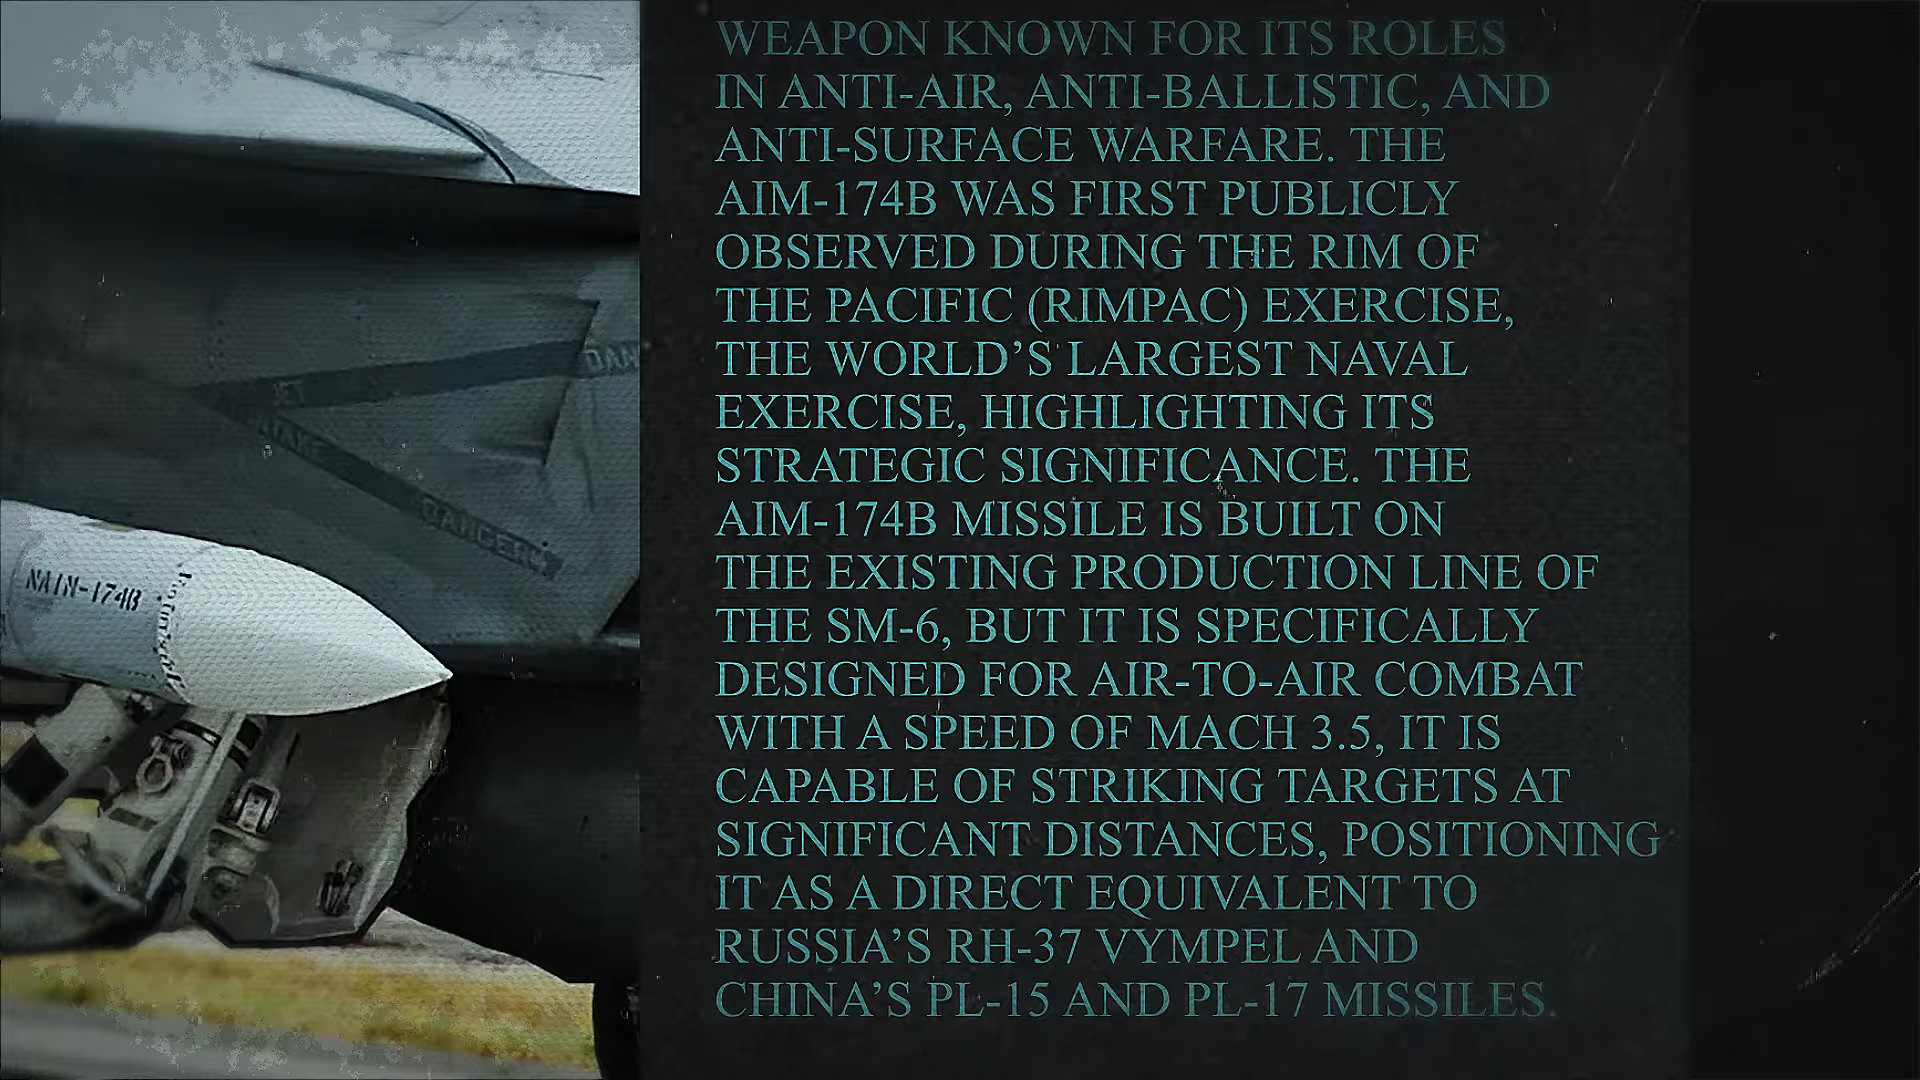 WEAPON KNOWN FOR ITS ROLES
IN ANTI-AIR, ANTI-BALLISTIC, AND
ANTI-SURFACE WARFARE. THE
AIM-174B WAS FIRST PUBLICLY
OBSERVED DURING THE RIM OF
THE PACIFIC (RIMPAC) EXERCISE,
THE WORLD’S LARGEST NAVAL
EXERCISE, HIGHLIGHTING ITS
STRATEGIC SIGNIFICANCE. THE
AIM-174B MISSILE IS BUILT ON
THE EXISTING PRODUCTION LINE OF
THE SM-6, BUT IT IS SPECIFICALLY
DESIGNED FOR AIR-TO-AIR COMBAT
WITH A SPEED OF MACH 3.5, IT IS
CAPABLE OF STRIKING TARGETS AT
SIGNIFICANT DISTANCES, POSITIONING
IT AS A DIRECT EQUIVALENT TO
RUSSIA’S RH-37 VYMPEL AND
CHINA’S PL-15 AND PL-17 MISSILES.
NAIM-174B
DANGER